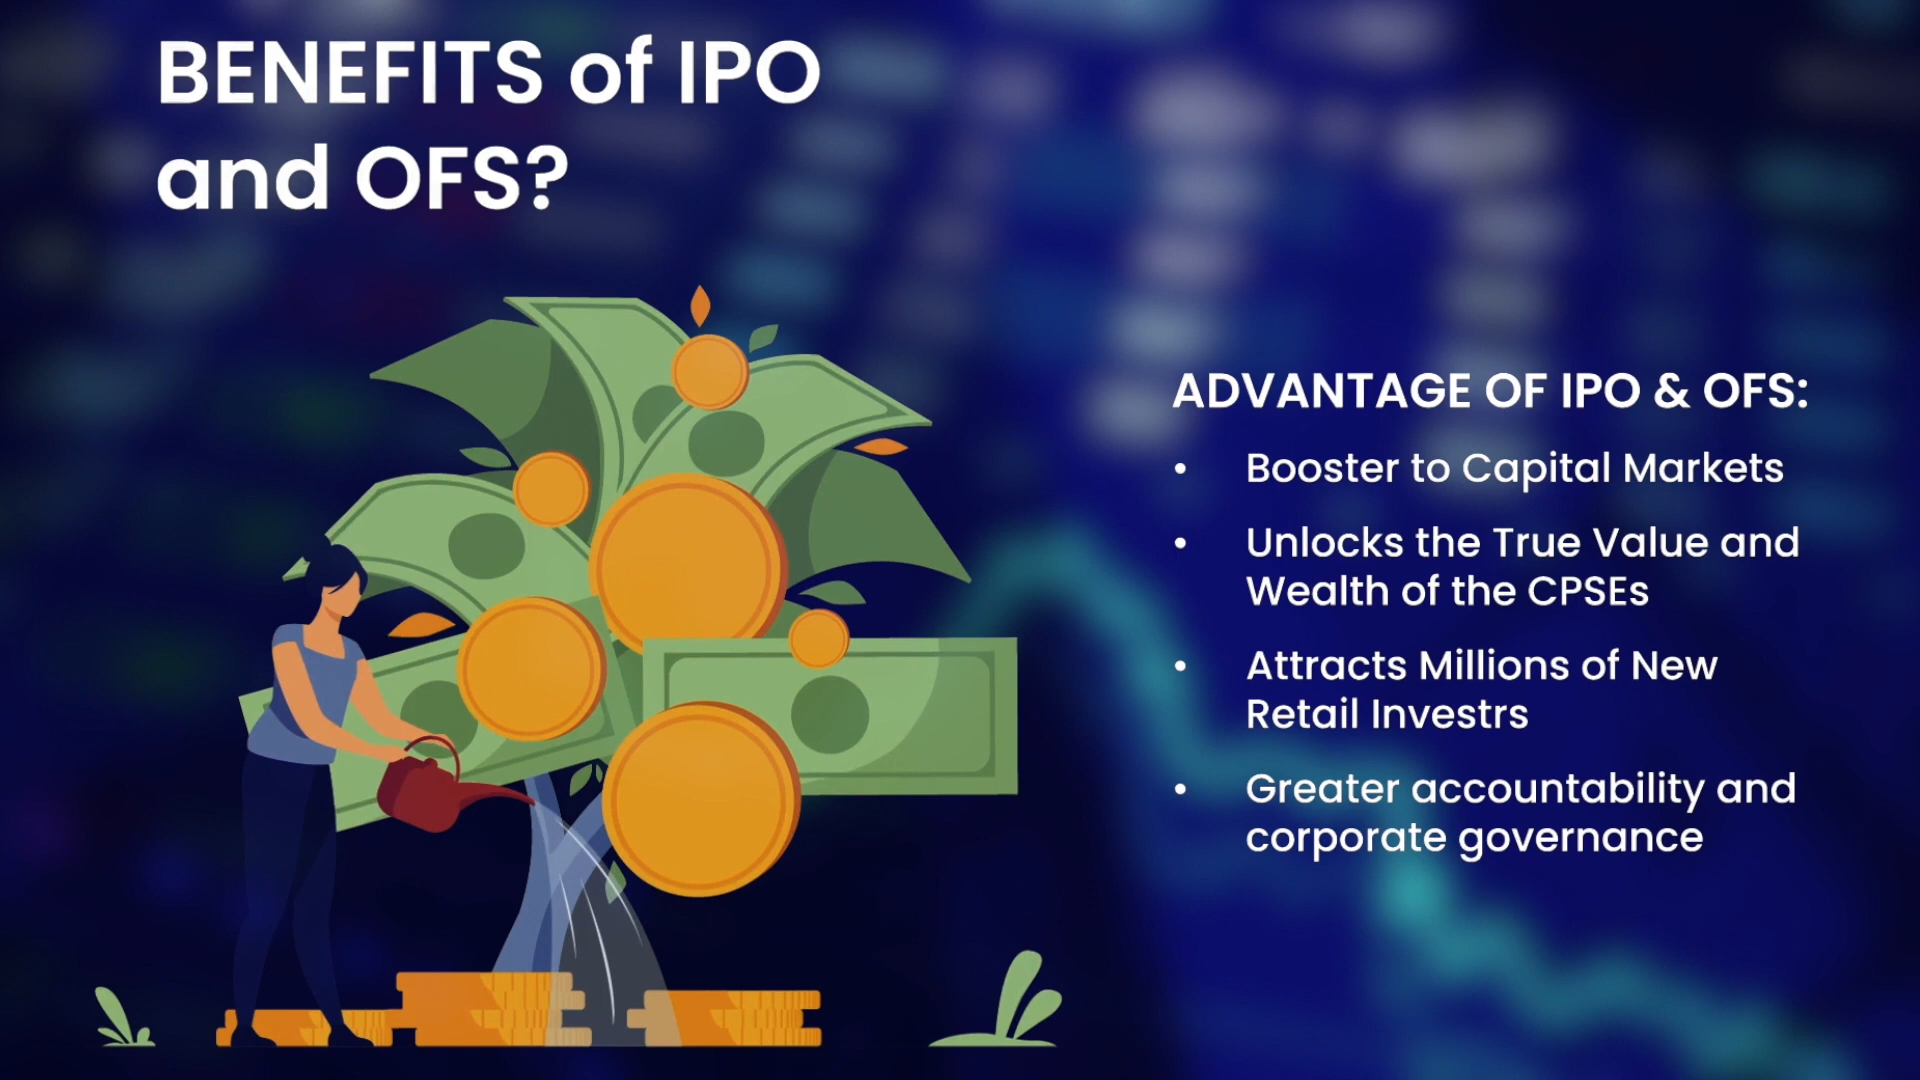 BENEFITS of IPO
and OFS?
ADVANTAGE OF IPO & OFS:
• Booster to Capital Markets
• Unlocks the True Value and
Wealth of the CPSEs
• Attracts Millions of New
Retail Investrs
• Greater accountability and
corporate governance